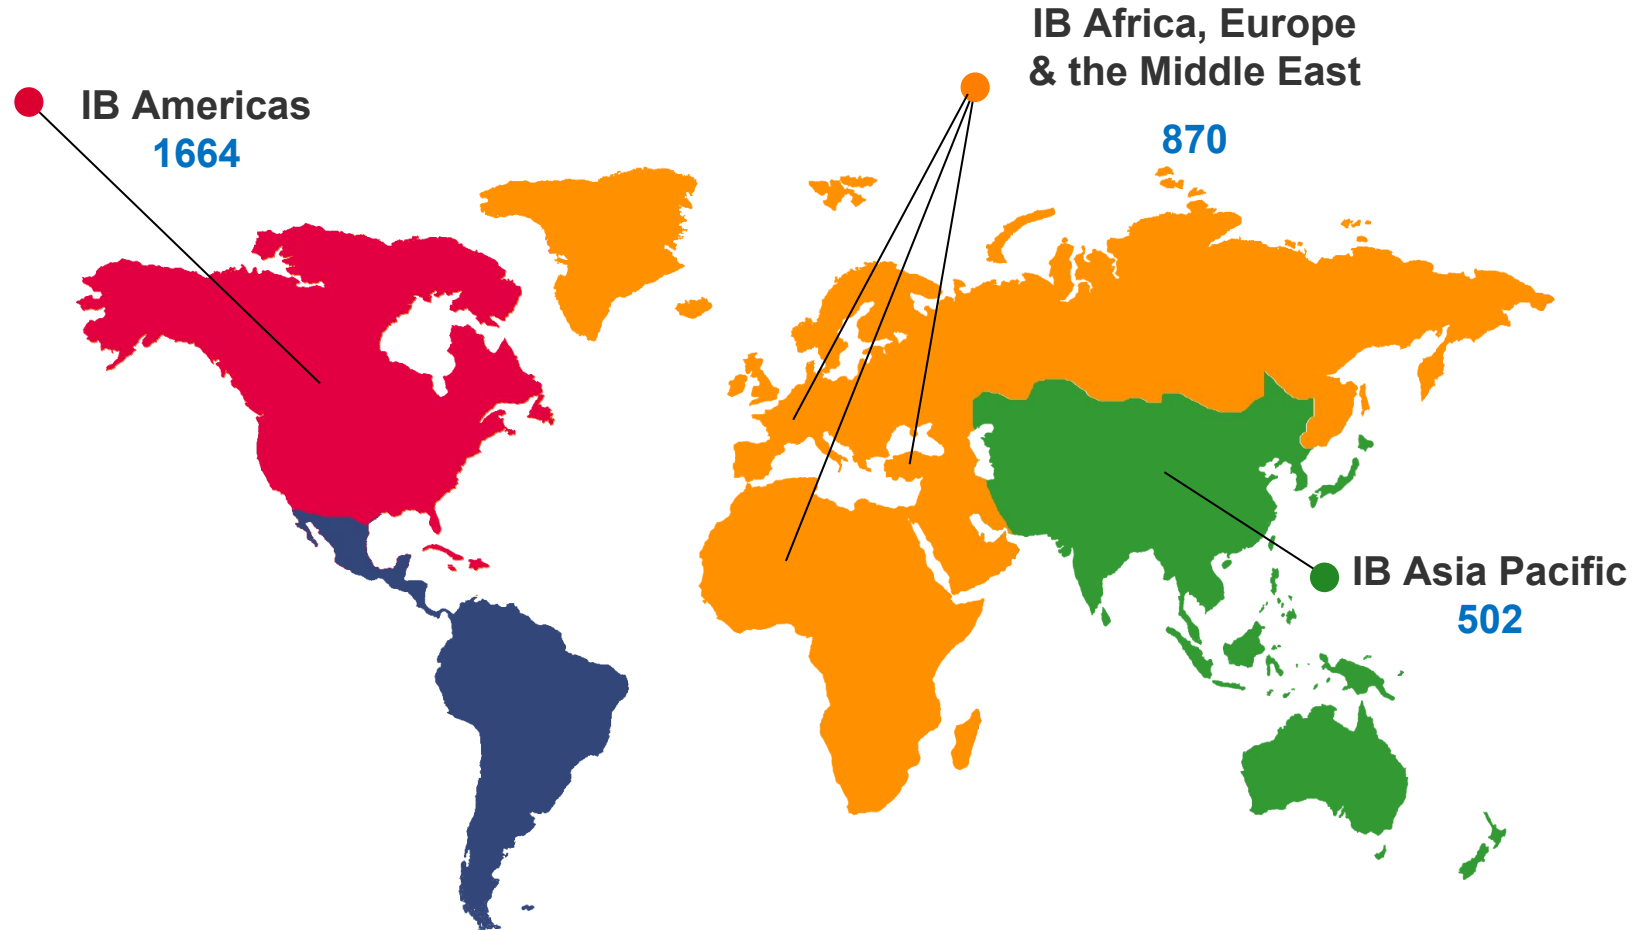 IB Americas
1664
IB Africa, Europe
& the Middle East
870
IB Asia Pacific
502